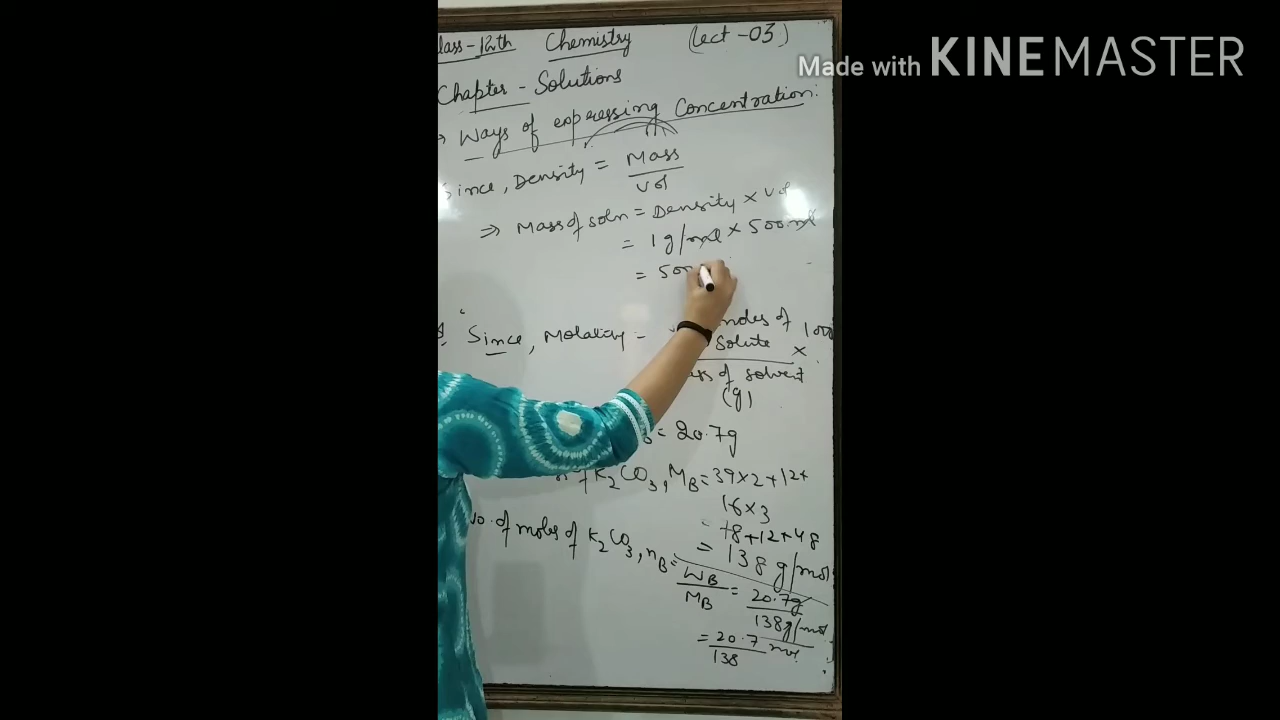 Made with KINEMASTER
lass-12th Chemistry (Lect-03)
Chapter - Solutions
→ Ways of expressing Concentration:
Since, Density = Mass
Vol
⇒ Mass of soln = Density × Vol
= 1 g/ml × 500 ml
= 500
Since, Molality =
moles of
solute × 1000
of solvent
(g)
= 20.7g
of K2CO3, MB = 39×2+12+
16×3
= 78+12+48
= 138 g/mol
No. of moles of K2CO3, nB =
WB
MB
= 20.7g
138g/mol
= 20.7
138 mol